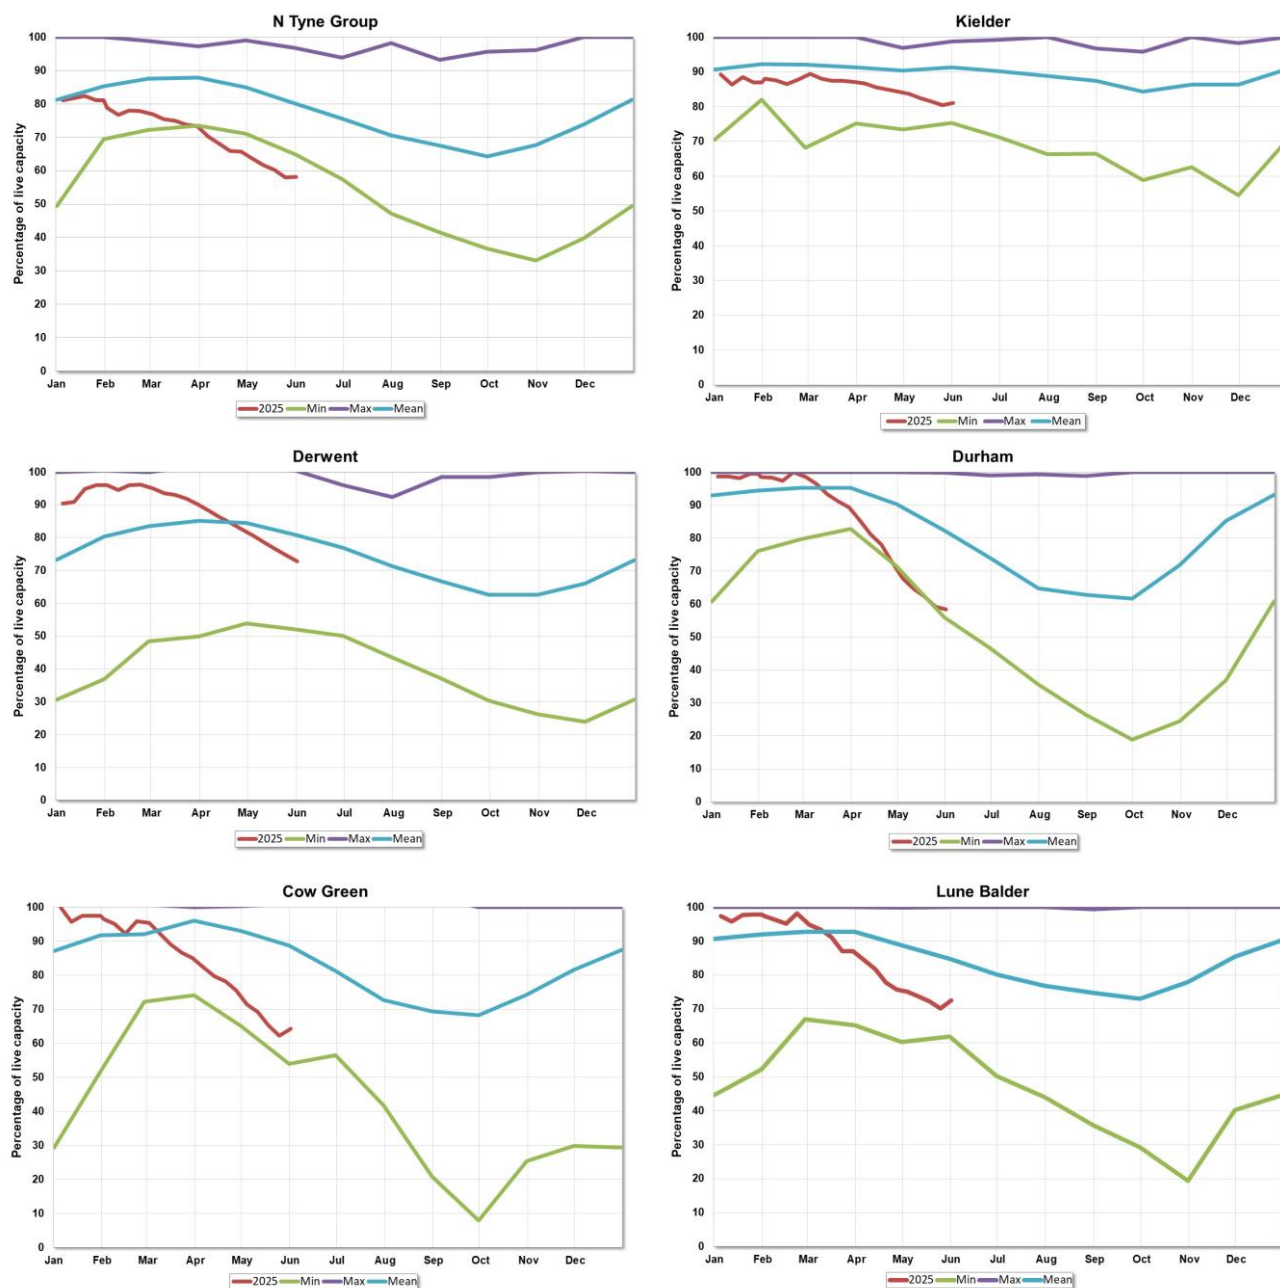 N Tyne Group
Percentage of live capacity
100
90
80
70
60
50
40
30
20
10
0
Jan Feb Mar Apr May Jun Jul Aug Sep Oct Nov Dec
2025 Min Max Mean
Kielder
Percentage of live capacity
100
90
80
70
60
50
40
30
20
10
0
Jan Feb Mar Apr May Jun Jul Aug Sep Oct Nov Dec
2025 Min Max Mean
Derwent
Percentage of live capacity
100
90
80
70
60
50
40
30
20
10
0
Jan Feb Mar Apr May Jun Jul Aug Sep Oct Nov Dec
2025 Min Max Mean
Durham
Percentage of live capacity
100
90
80
70
60
50
40
30
20
10
0
Jan Feb Mar Apr May Jun Jul Aug Sep Oct Nov Dec
2025 Min Max Mean
Cow Green
Percentage of live capacity
100
90
80
70
60
50
40
30
20
10
0
Jan Feb Mar Apr May Jun Jul Aug Sep Oct Nov Dec
2025 Min Max Mean
Lune Balder
Percentage of live capacity
100
90
80
70
60
50
40
30
20
10
0
Jan Feb Mar Apr May Jun Jul Aug Sep Oct Nov Dec
2025 Min Max Mean